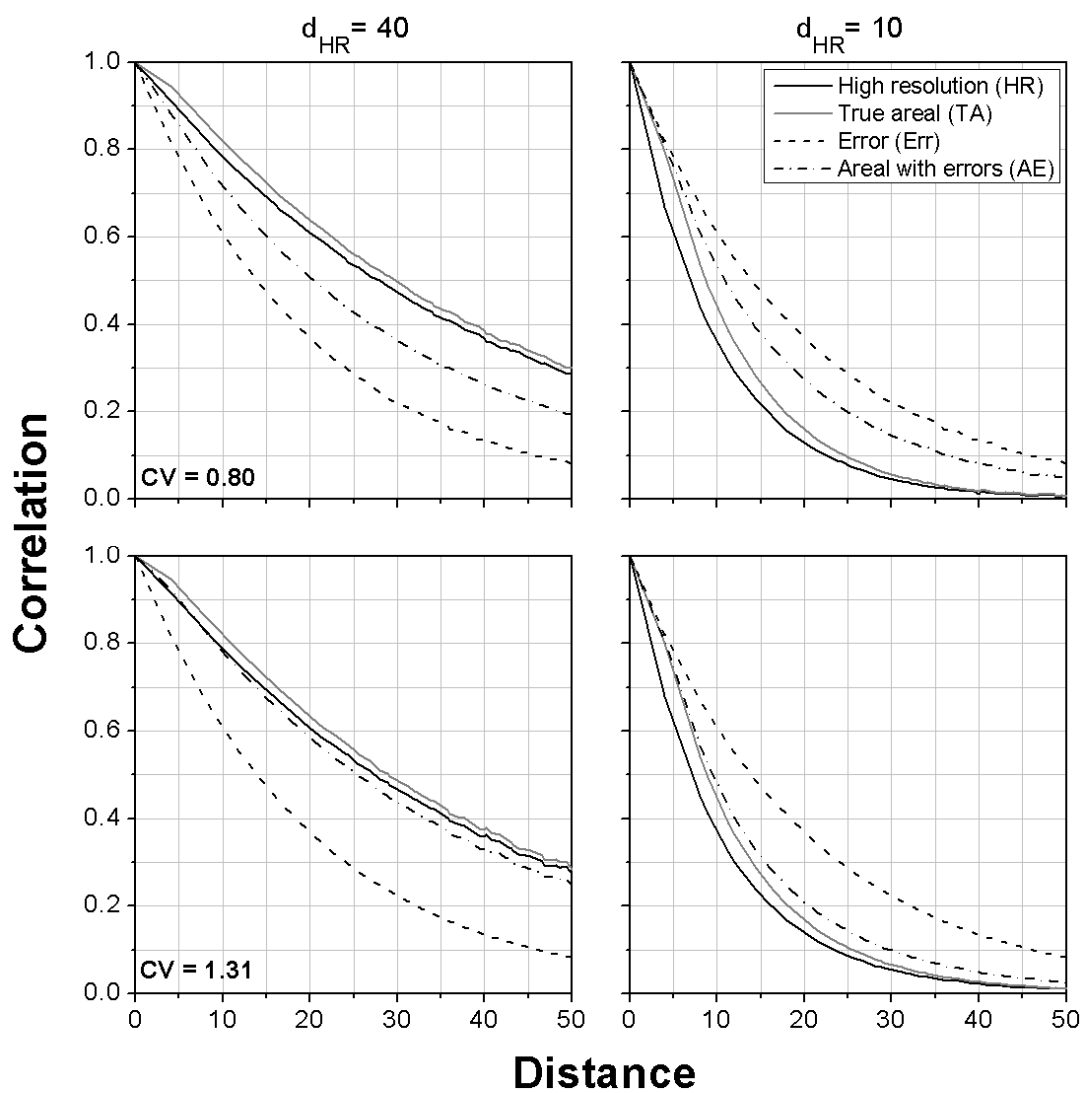 dHR= 40
dHR= 10
1.0
0.8
0.6
0.4
0.2
0.0
CV = 0.80
High resolution (HR)
True areal (TA)
Error (Err)
Areal with errors (AE)
Correlation
1.0
0.8
0.6
0.4
0.2
0.0
CV = 1.31
0 10 20 30 40 50
0 10 20 30 40 50
Distance